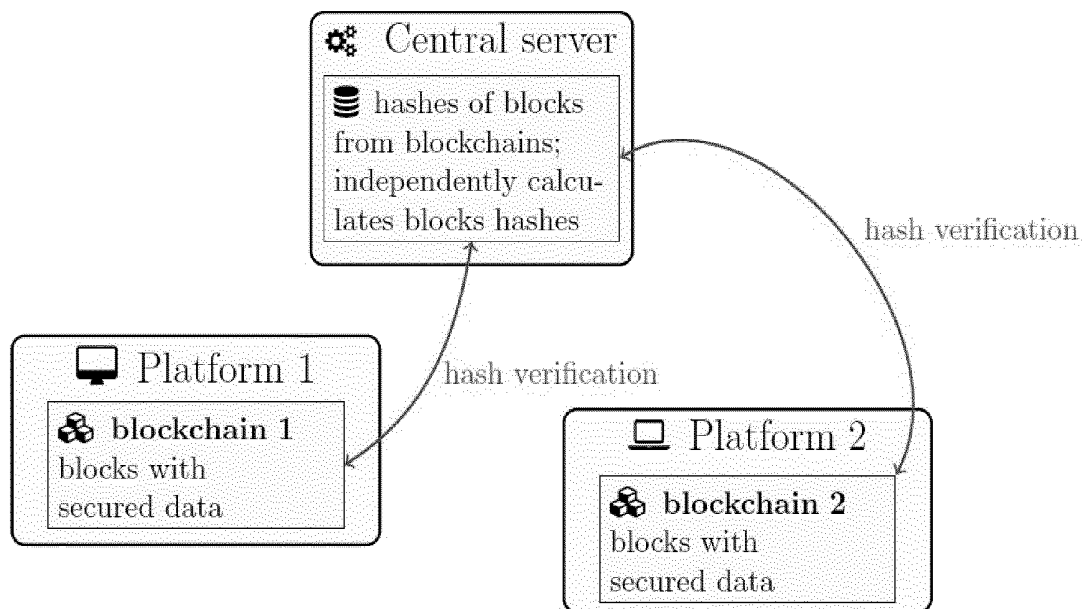 Central server
hashes of blocks
from blockchains;
independently calcu-
lates blocks hashes
hash verification
Platform 1
hash verification
blockchain 1
blocks with
secured data
Platform 2
blockchain 2
blocks with
secured data